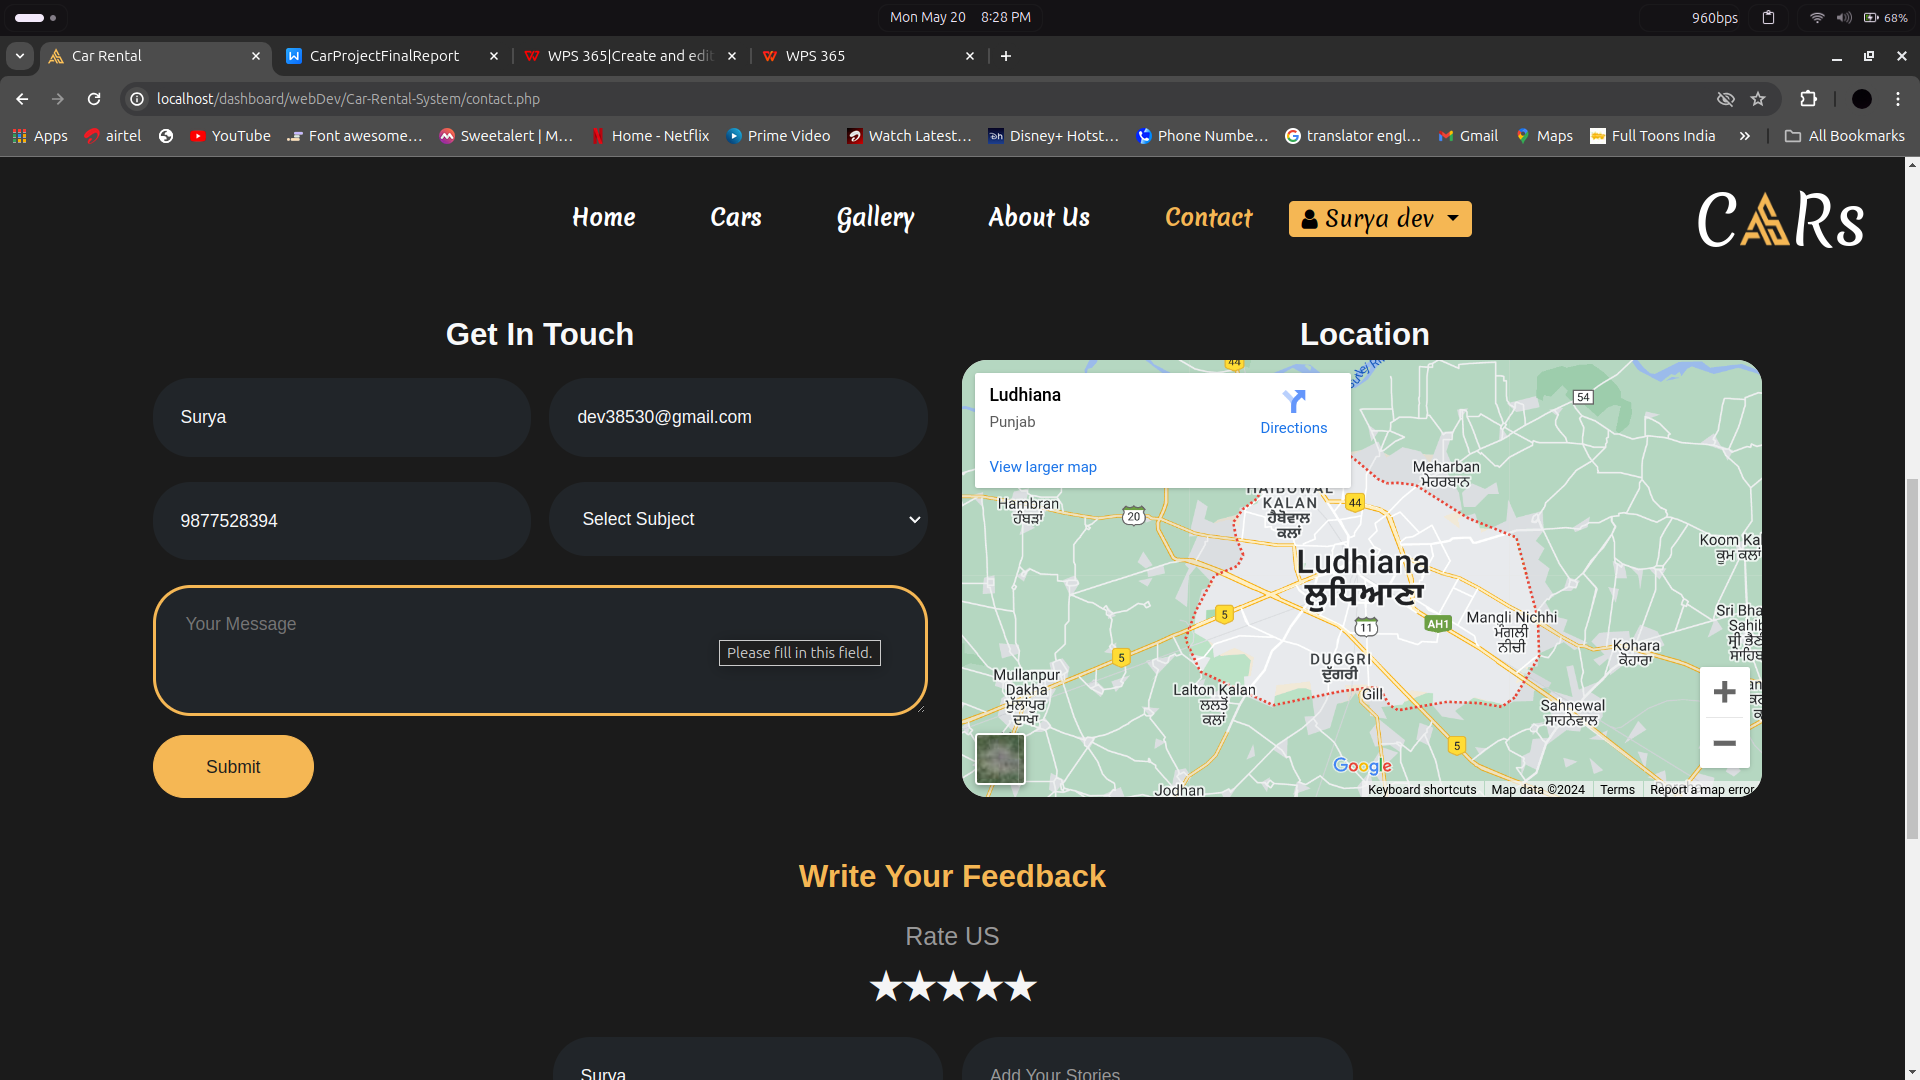 Mon May 20 8:28 PM
960bps
68%
Car Rental
CarProjectFinalReport
WPS 365|Create and edit
WPS 365
localhost/dashboard/webDev/Car-Rental-System/contact.php
Apps
airtel
YouTube
Font awesome…
Sweetalert | M…
Home - Netflix
Prime Video
Watch Latest…
Disney+ Hotst…
Phone Numbe…
translator engl…
Gmail
Maps
Full Toons India
All Bookmarks
Home
Cars
Gallery
About Us
Contact
Surya dev
CARs
Get In Touch
Surya
dev38530@gmail.com
9877528394
Select Subject
Your Message
Please fill in this field.
Submit
Location
Ludhiana
Punjab
Directions
View larger map
44
54
Meharban
ਮੇਹਰਬਾਨ
Hambran
ਹੰਬੜਾਂ
20
HAIBOWAL
KALAN
ਹੈਬੋਵਾਲ
ਕਲਾਂ
44
Koom Kal
ਕੂਮ ਕਲਾਂ
Ludhiana
ਲੁਧਿਆਣਾ
5
11
AH1
Mangli Nichhi
ਮੰਗਲੀ
ਨੀਚੀ
Sri Bha
Sahib
Kohara
ਕੋਹਾਰਾ
5
DUGGRI
ਦੁੱਗਰੀ
Mullanpur
Dakha
ਮੁੱਲਾਂਪੁਰ
ਦਾਖਾ
Lalton Kalan
ਲਲਤੋਂ
ਕਲਾਂ
Gill
Sahnewal
ਸਾਹਨੇਵਾਲ
5
Google
Jodhan
Keyboard shortcuts
Map data ©2024
Terms
Report a map error
Write Your Feedback
Rate US
Surya
Add Your Stories